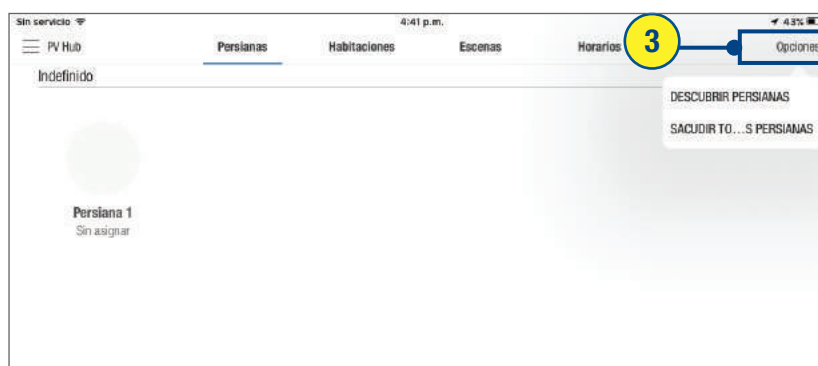 Sin servicio
4:41 p.m.
43%
PV Hub
Persianas
Habitaciones
Escenas
Horarios
3
Opciones
Indefinido
DESCUBRIR PERSIANAS
SACUDIR TO...S PERSIANAS
Persiana 1
Sin asignar